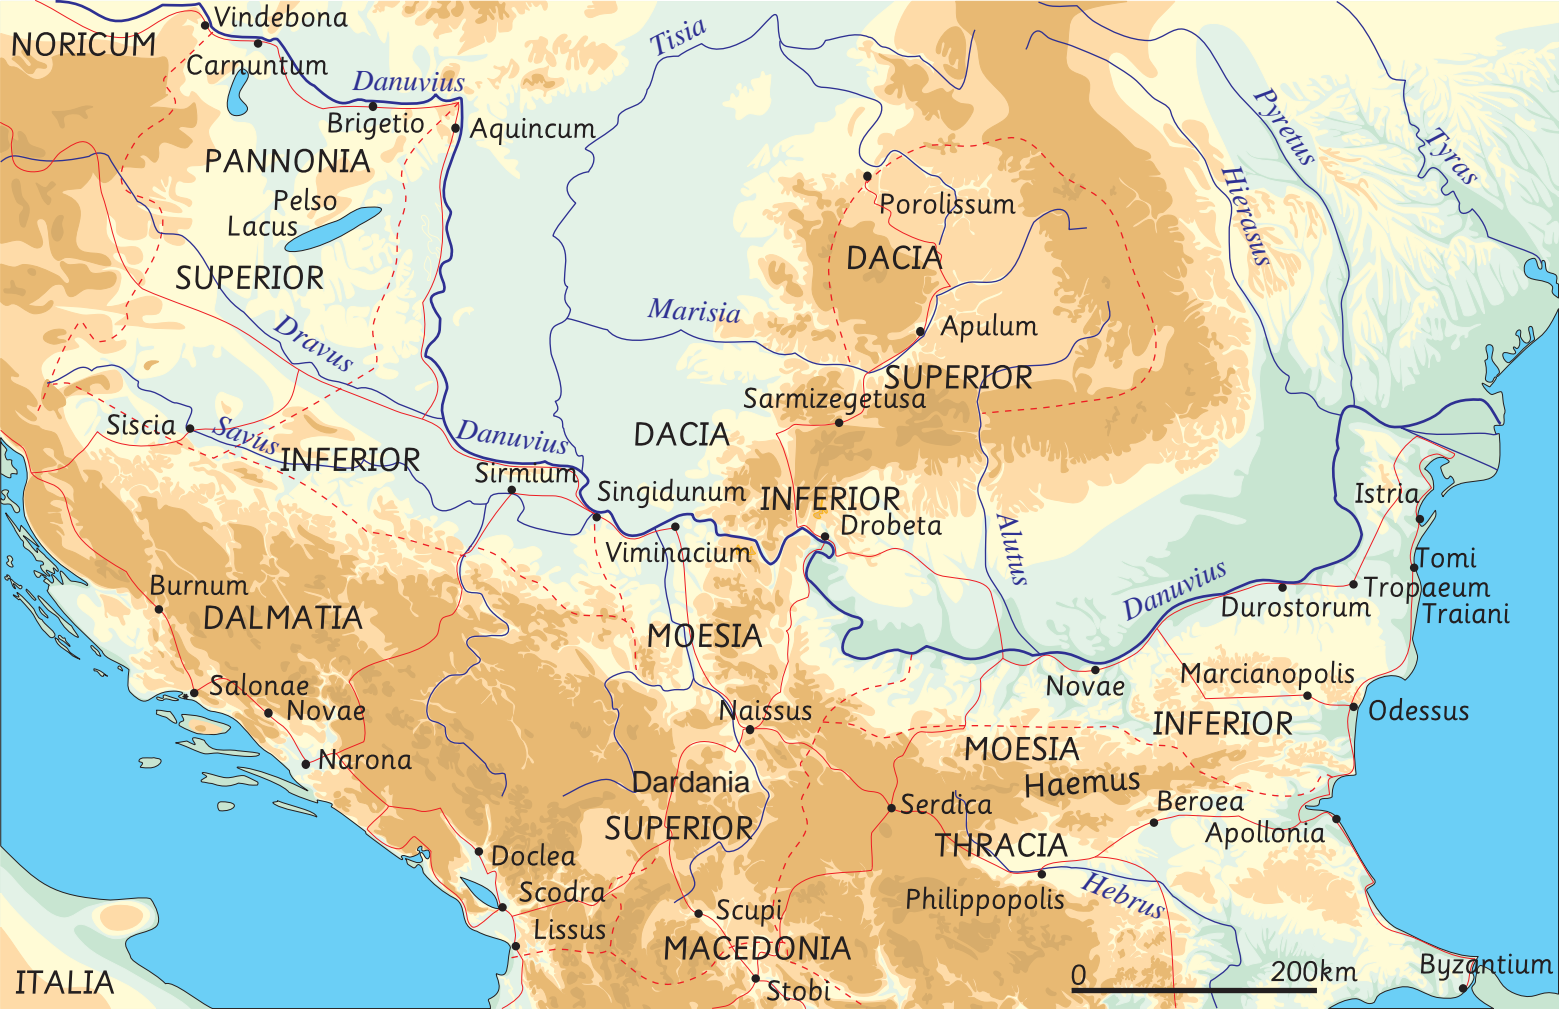 Vindebona
NORICUM
Carnuntum
Danuvius
Brigetio
Aquincum
PANNONIA
Pelso
Lacus
SUPERIOR
Dravus
Siscia
Savus
INFERIOR
Danuvius
Sirmium
Singidunum
Viminacium
Tisia
Porolissum
DACIA
Marisia
Apulum
SUPERIOR
Sarmizegetusa
DACIA
INFERIOR
Drobeta
Alutus
Pyretus
Hierasus
Tyras
Istria
Tomi
Tropaeum
Traiani
Durostorum
Danuvius
Burnum
DALMATIA
MOESIA
Salonae
Novae
Narona
Naissus
Novae
Marcianopolis
Odessus
INFERIOR
MOESIA
Haemus
Dardania
SUPERIOR
Serdica
Beroea
Apollonia
THRACIA
Philippopolis
Hebrus
Doclea
Scodra
Lissus
Scupi
MACEDONIA
Stobi
ITALIA
0
200km
Byzantium